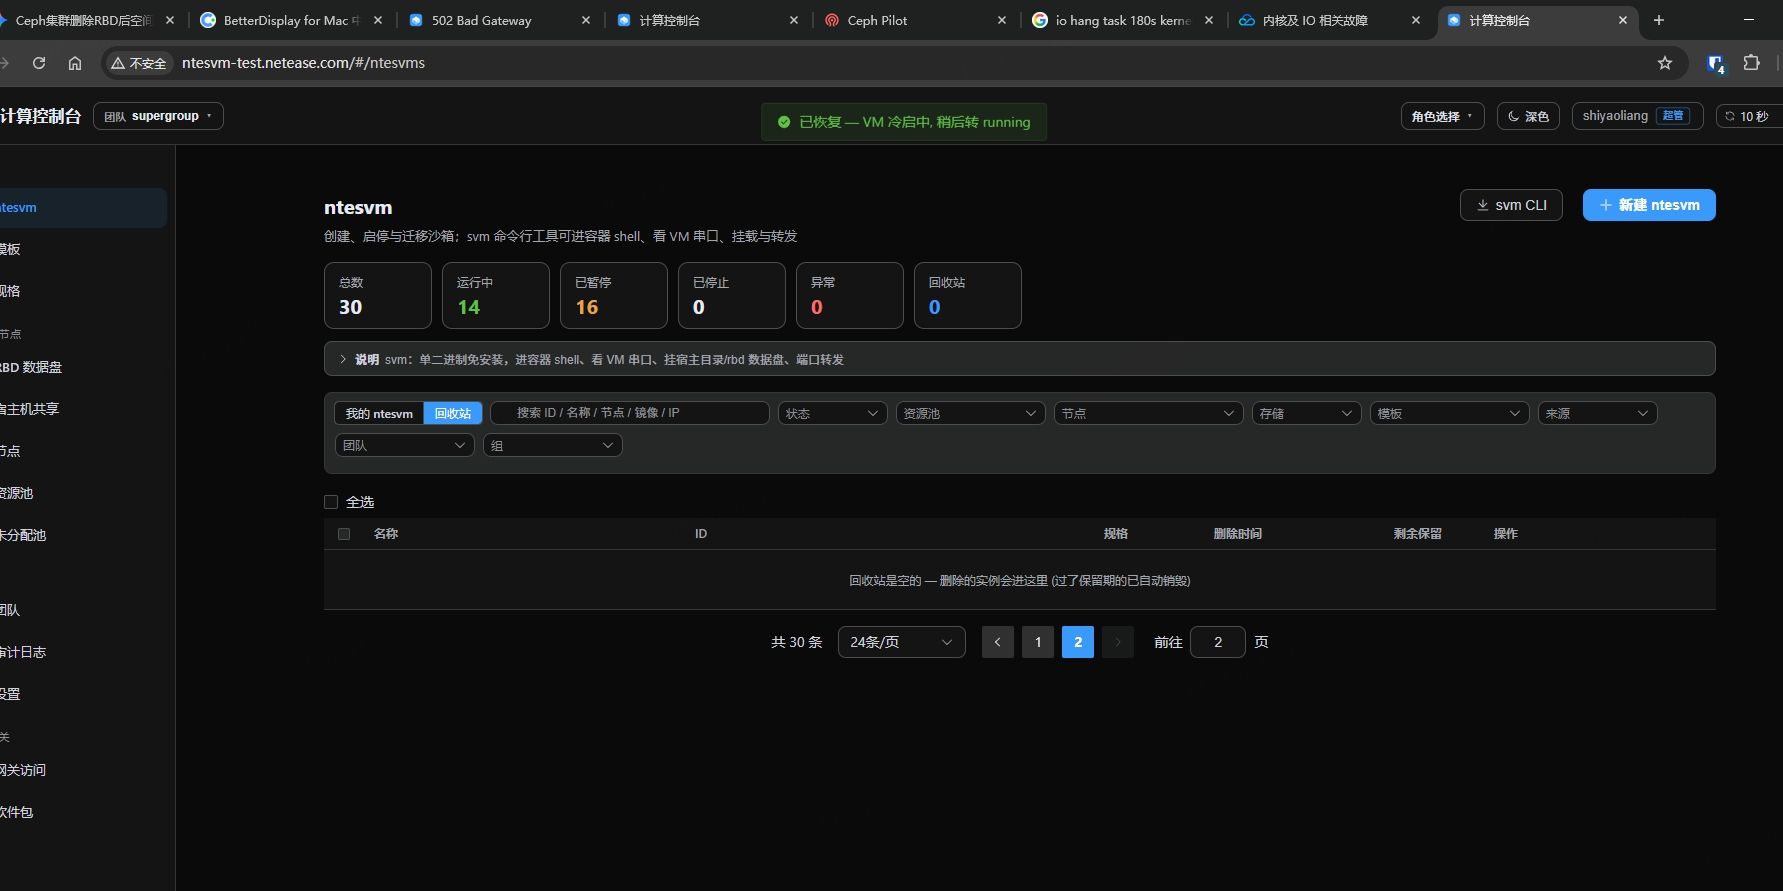 Ceph集群删除RBD后空间
BetterDisplay for Mac
502 Bad Gateway
计算控制台
Ceph Pilot
io hang task 180s kerne
内核及 IO 相关故障
计算控制台
不安全
ntesvm-test.netease.com/#/ntesvms
4
计算控制台
团队 supergroup
已恢复 — VM 冷启中, 稍后转 running
角色选择
深色
shiyaoliang 超管
10 秒
ntesvm
模板
规格
节点
RBD 数据盘
宿主机共享
节点
资源池
未分配池
团队
审计日志
设置
关
网关访问
软件包
ntesvm
创建、启停与迁移沙箱；svm 命令行工具可进容器 shell、看 VM 串口、挂载与转发
svm CLI
新建 ntesvm
总数
30
运行中
14
已暂停
16
已停止
0
异常
0
回收站
0
说明 svm：单二进制免安装，进容器 shell、看 VM 串口、挂宿主目录/rbd 数据盘、端口转发
我的 ntesvm
回收站
搜索 ID / 名称 / 节点 / 镜像 / IP
状态
资源池
节点
存储
模板
来源
团队
组
全选
名称
ID
规格
删除时间
剩余保留
操作
回收站是空的 — 删除的实例会进这里 (过了保留期的已自动销毁)
共 30 条
24条/页
1
2
前往 2 页